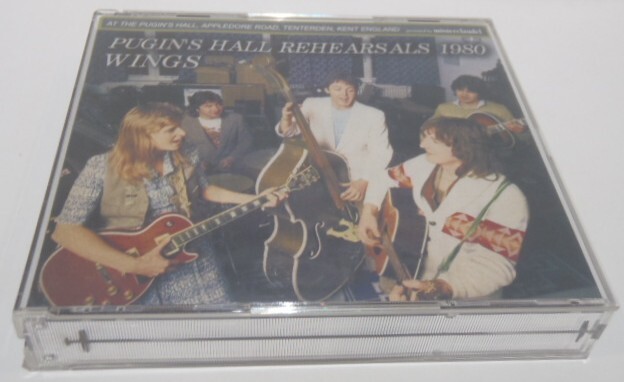 AT THE PUGIN'S HALL, APPLEDORE ROAD, TENTERDEN, KENT ENGLAND
PUGIN'S HALL REHEARSALS 1980
WINGS